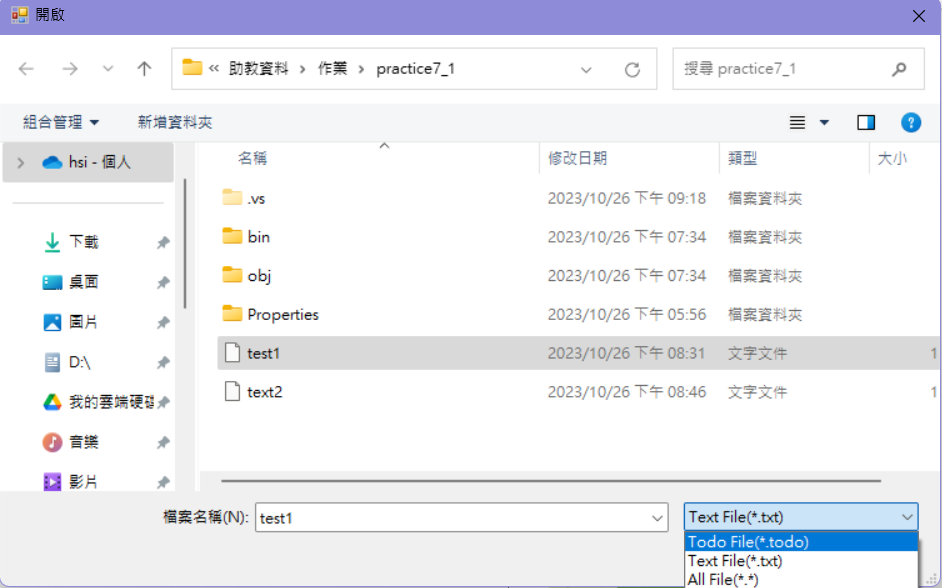 開啟
« 助教資料 › 作業 › practice7_1
搜尋 practice7_1
組合管理 新增資料夾
hsi - 個人
下載
桌面
圖片
D:\
我的雲端硬碟
音樂
影片
名稱 修改日期 類型 大小
.vs 2023/10/26 下午 09:18 檔案資料夾
bin 2023/10/26 下午 07:34 檔案資料夾
obj 2023/10/26 下午 07:34 檔案資料夾
Properties 2023/10/26 下午 05:56 檔案資料夾
test1 2023/10/26 下午 08:31 文字文件 1
text2 2023/10/26 下午 08:46 文字文件 1
檔案名稱(N): test1 Text File(*.txt)
Todo File(*.todo)
Text File(*.txt)
All File(*.*)